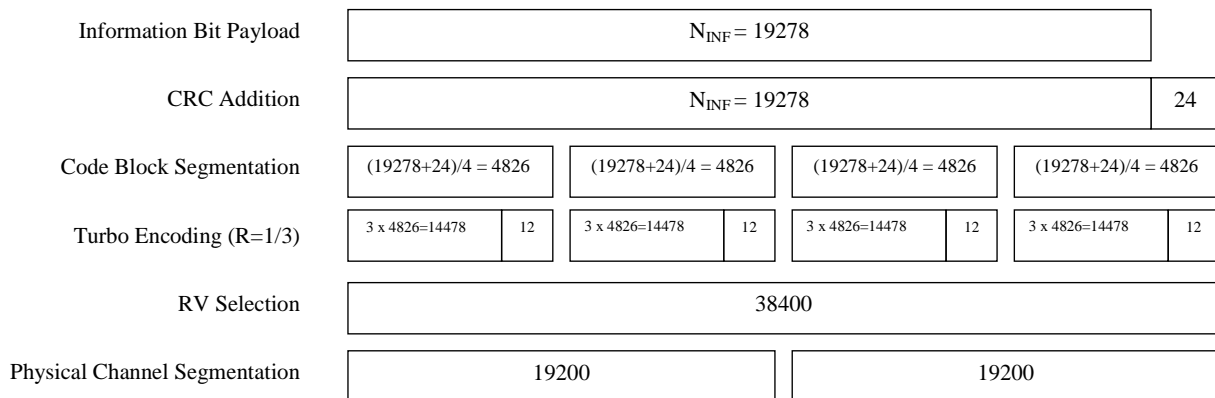 Information Bit Payload N_INF = 19278
CRC Addition N_INF = 19278 24
Code Block Segmentation (19278+24)/4 = 4826 (19278+24)/4 = 4826 (19278+24)/4 = 4826 (19278+24)/4 = 4826
Turbo Encoding (R=1/3) 3 x 4826=14478 12 3 x 4826=14478 12 3 x 4826=14478 12 3 x 4826=14478 12
RV Selection 38400
Physical Channel Segmentation 19200 19200